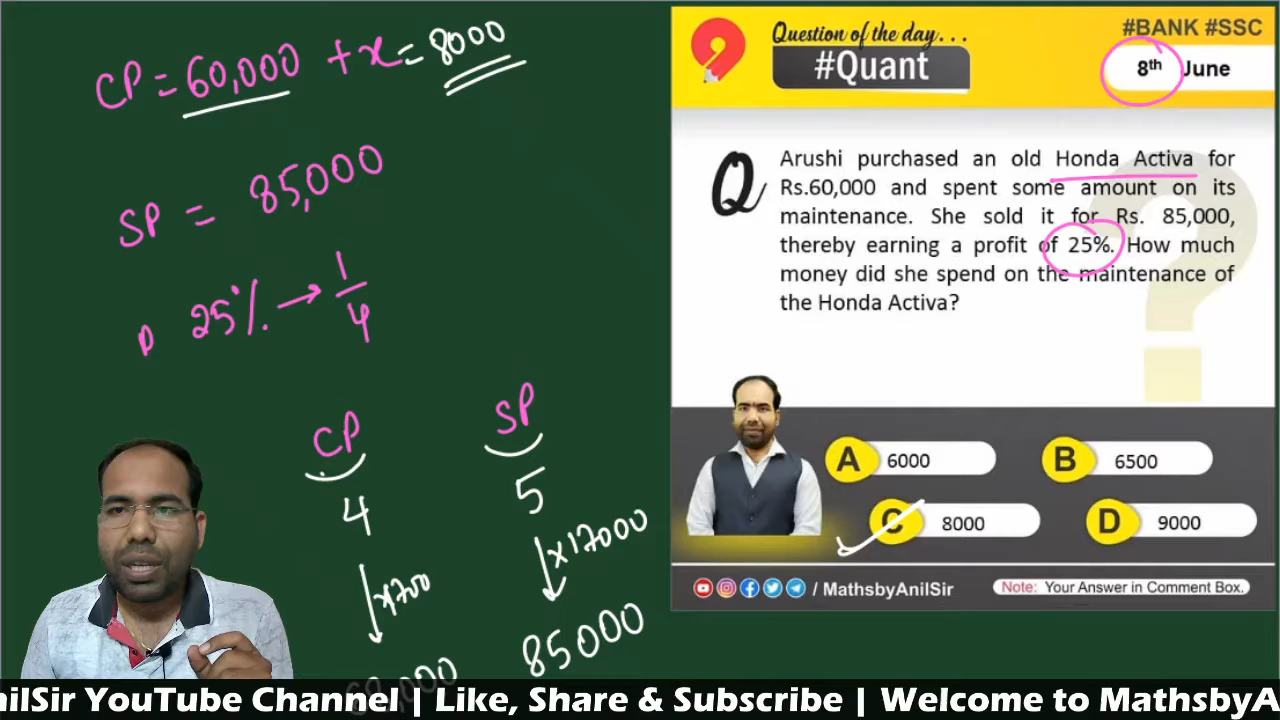 CP = 60,000 + x = 8000
SP = 85,000
P 25% → 1/4
CP SP
4 5
×1700 ×17000
68,000 85000
Question of the day...
#Quant
#BANK #SSC
8th June
Q
Arushi purchased an old Honda Activa for
Rs.60,000 and spent some amount on its
maintenance. She sold it for Rs. 85,000,
thereby earning a profit of 25%. How much
money did she spend on the maintenance of
the Honda Activa?
A 6000
B 6500
C 8000
D 9000
/ MathsbyAnilSir
Note: Your Answer in Comment Box.
nilSir YouTube Channel | Like, Share & Subscribe | Welcome to MathsbyA